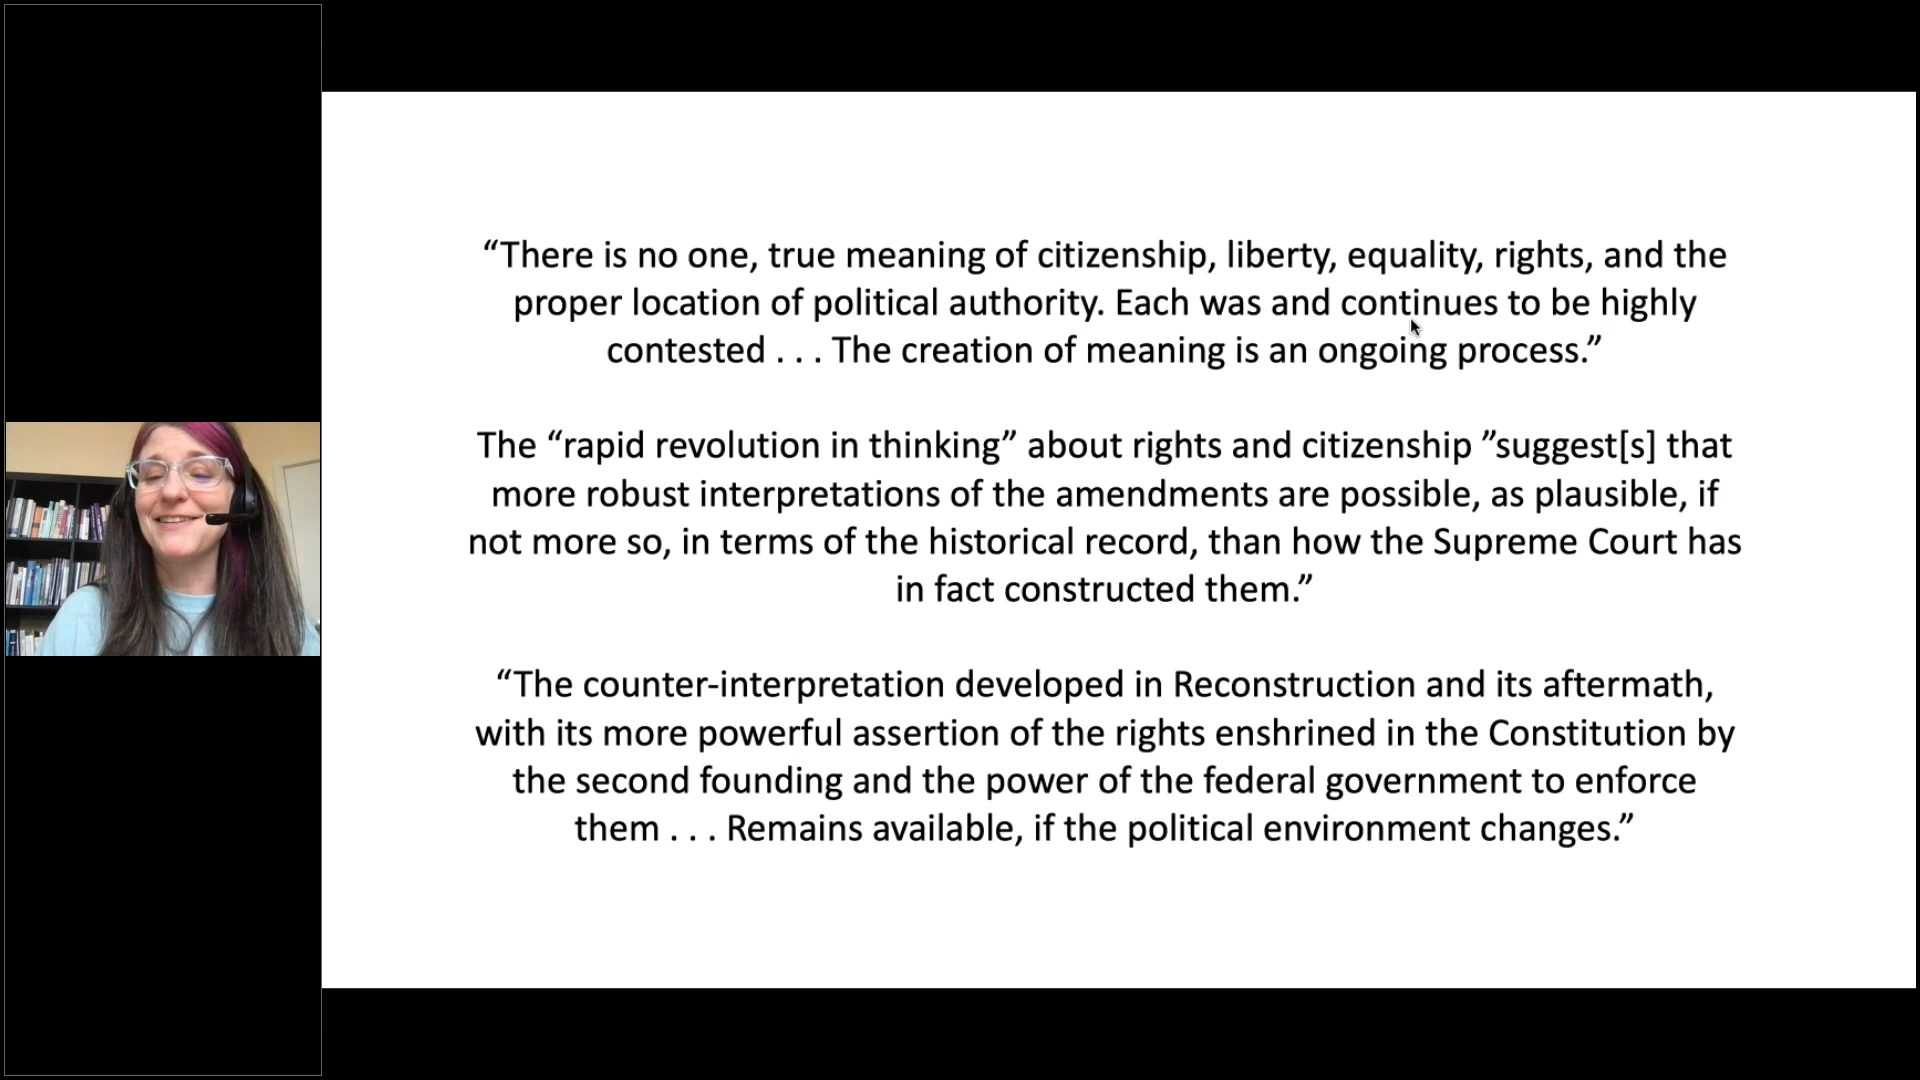 “There is no one, true meaning of citizenship, liberty, equality, rights, and the
proper location of political authority. Each was and continues to be highly
contested . . . The creation of meaning is an ongoing process.”
The “rapid revolution in thinking” about rights and citizenship ”suggest[s] that
more robust interpretations of the amendments are possible, as plausible, if
not more so, in terms of the historical record, than how the Supreme Court has
in fact constructed them.”
“The counter-interpretation developed in Reconstruction and its aftermath,
with its more powerful assertion of the rights enshrined in the Constitution by
the second founding and the power of the federal government to enforce
them . . . Remains available, if the political environment changes.”